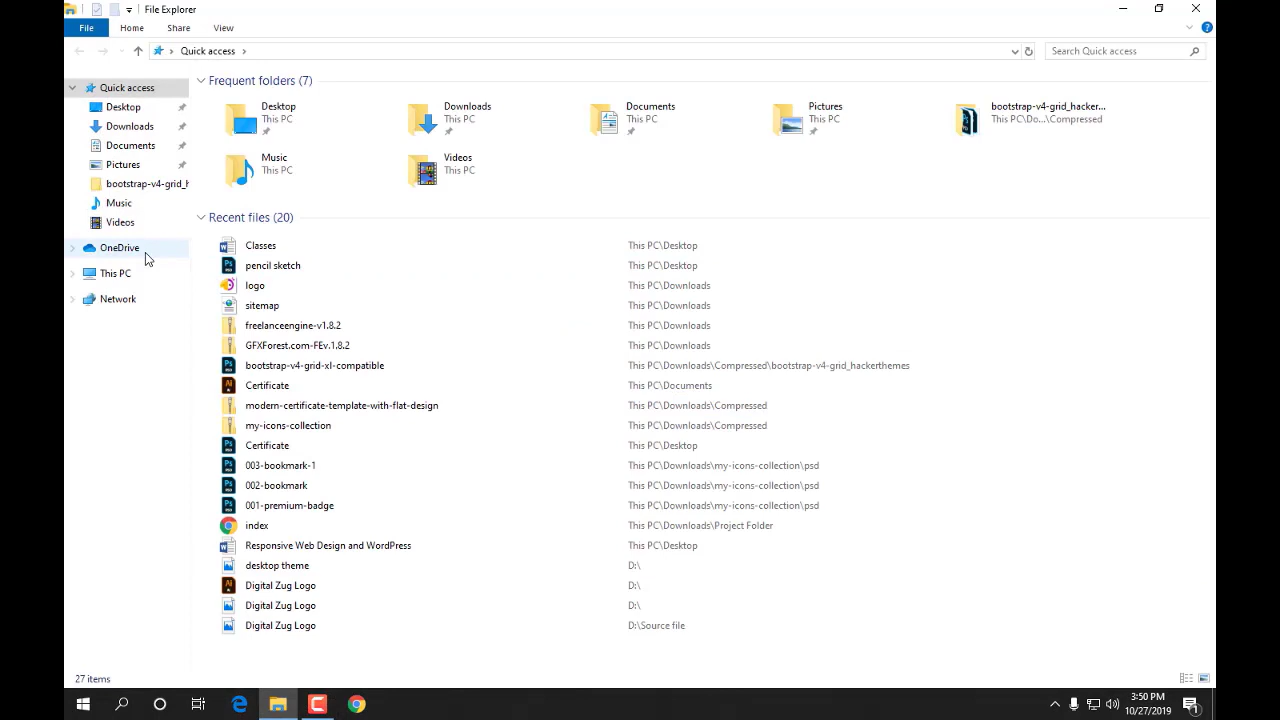 File Explorer
File Home Share View
Quick access
Search Quick access
Quick access
Desktop
Downloads
Documents
Pictures
bootstrap-v4-grid_h
Music
Videos
OneDrive
This PC
Network
Frequent folders (7)
Desktop
This PC
Downloads
This PC
Documents
This PC
Pictures
This PC
bootstrap-v4-grid_hacker...
This PC\Do...\Compressed
Music
This PC
Videos
This PC
Recent files (20)
Classes This PC\Desktop
pencil sketch This PC\Desktop
logo This PC\Downloads
sitemap This PC\Downloads
freelanceengine-v1.8.2 This PC\Downloads
GFXForest.com-FEv.1.8.2 This PC\Downloads
bootstrap-v4-grid-xl-compatible This PC\Downloads\Compressed\bootstrap-v4-grid_hackerthemes
Certificate This PC\Documents
modern-certificate-template-with-flat-design This PC\Downloads\Compressed
my-icons-collection This PC\Downloads\Compressed
Certificate This PC\Desktop
003-bookmark-1 This PC\Downloads\my-icons-collection\psd
002-bookmark This PC\Downloads\my-icons-collection\psd
001-premium-badge This PC\Downloads\my-icons-collection\psd
index This PC\Downloads\Project Folder
Responsive Web Design and WordPress This PC\Desktop
desktop theme D:\
Digital Zug Logo D:\
Digital Zug Logo D:\
Digital Zug Logo D:\Source file
27 items
3:50 PM
10/27/2019